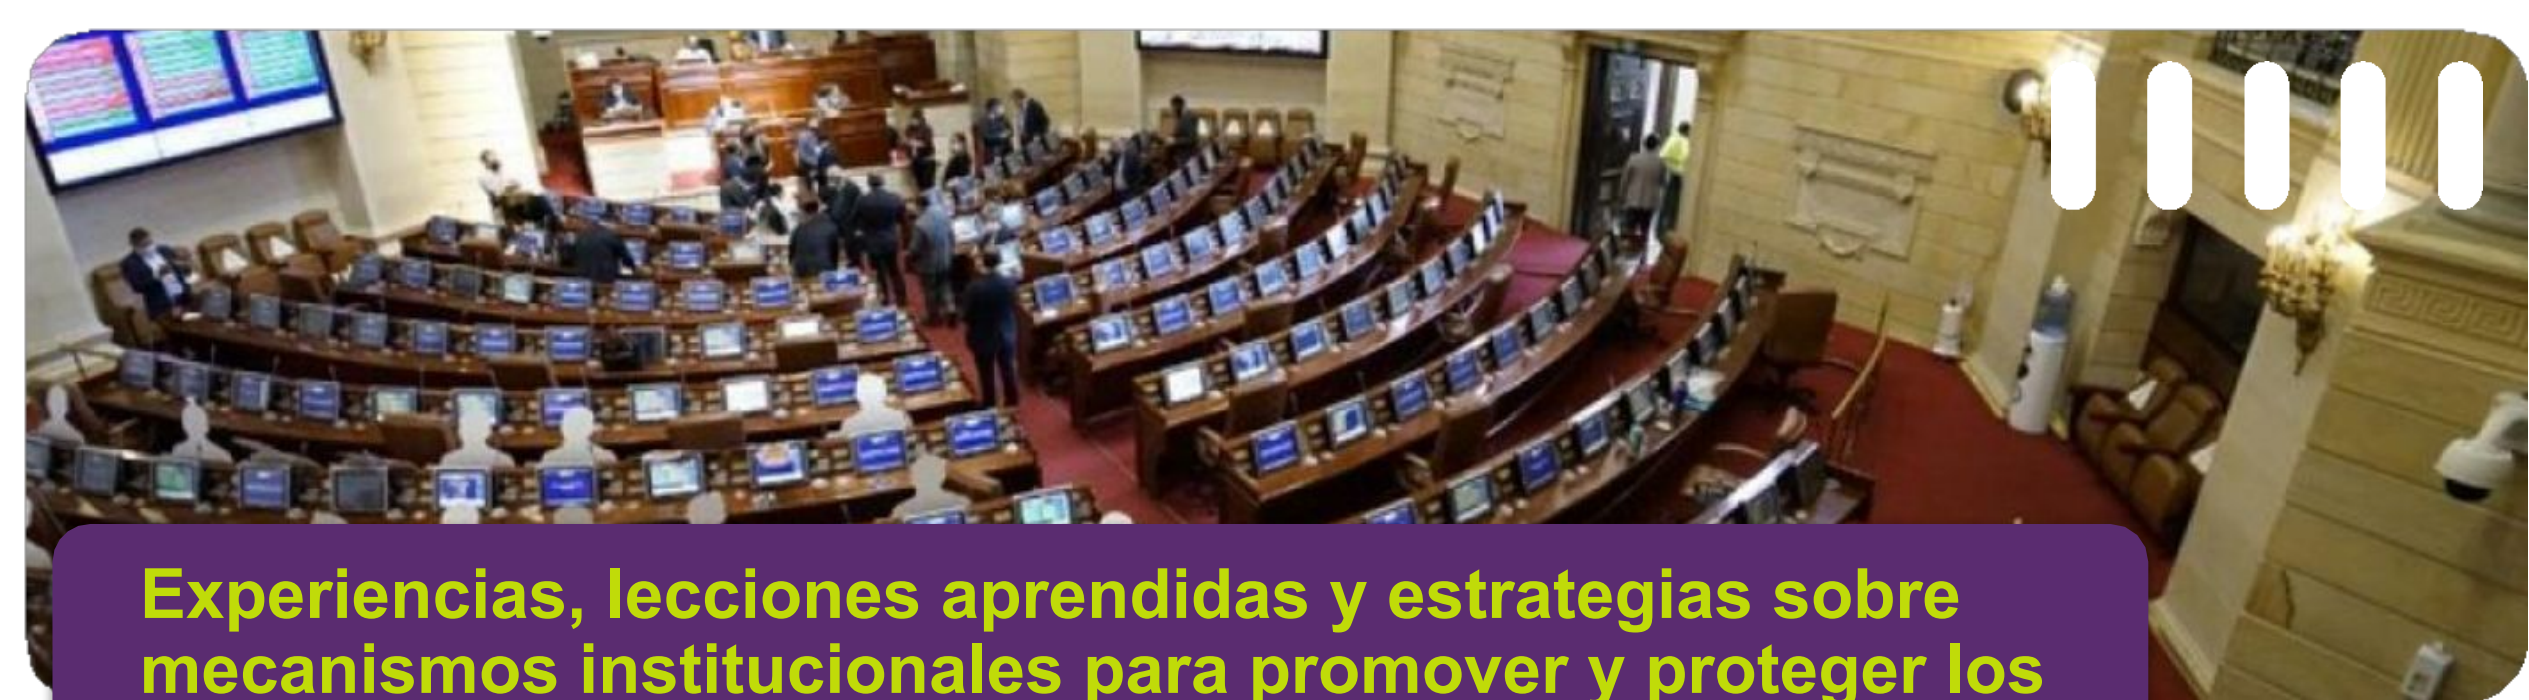 Experiencias, lecciones aprendidas y estrategias sobre
mecanismos institucionales para promover y proteger los